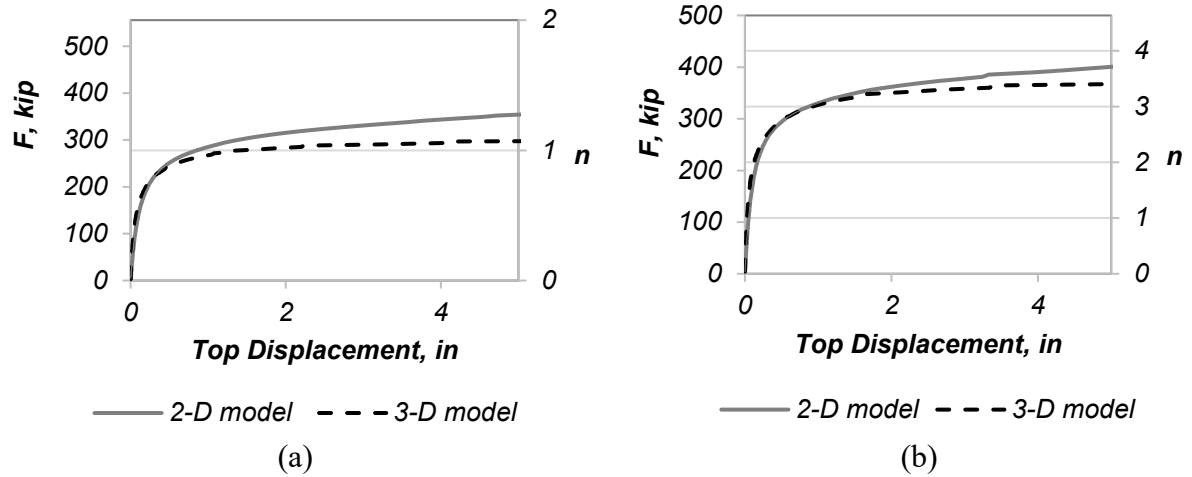 500
400
300
200
100
0
F, kip
2
1
0
n
0 2 4
Top Displacement, in
2-D model 3-D model
(a)
500
400
300
200
100
0
F, kip
4
3
2
1
0
n
0 2 4
Top Displacement, in
2-D model 3-D model
(b)